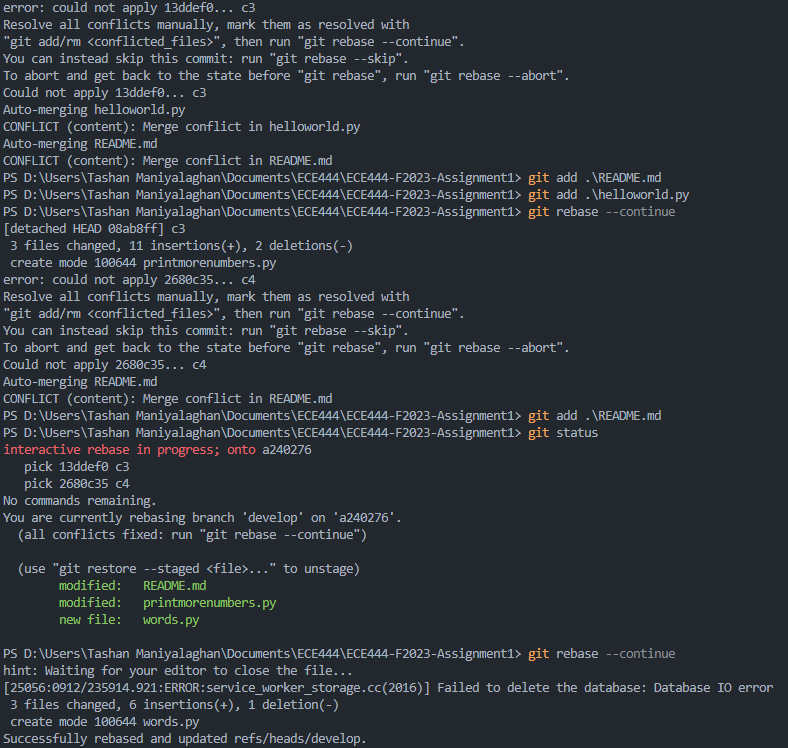 error: could not apply 13ddef0... c3
Resolve all conflicts manually, mark them as resolved with
"git add/rm <conflicted_files>", then run "git rebase --continue".
You can instead skip this commit: run "git rebase --skip".
To abort and get back to the state before "git rebase", run "git rebase --abort".
Could not apply 13ddef0... c3
Auto-merging helloworld.py
CONFLICT (content): Merge conflict in helloworld.py
Auto-merging README.md
CONFLICT (content): Merge conflict in README.md
PS D:\Users\Tashan Maniyalaghan\Documents\ECE444\ECE444-F2023-Assignment1> git add .\README.md
PS D:\Users\Tashan Maniyalaghan\Documents\ECE444\ECE444-F2023-Assignment1> git add .\helloworld.py
PS D:\Users\Tashan Maniyalaghan\Documents\ECE444\ECE444-F2023-Assignment1> git rebase --continue
[detached HEAD 08ab8ff] c3
 3 files changed, 11 insertions(+), 2 deletions(-)
 create mode 100644 printmorenumbers.py
error: could not apply 2680c35... c4
Resolve all conflicts manually, mark them as resolved with
"git add/rm <conflicted_files>", then run "git rebase --continue".
You can instead skip this commit: run "git rebase --skip".
To abort and get back to the state before "git rebase", run "git rebase --abort".
Could not apply 2680c35... c4
Auto-merging README.md
CONFLICT (content): Merge conflict in README.md
PS D:\Users\Tashan Maniyalaghan\Documents\ECE444\ECE444-F2023-Assignment1> git add .\README.md
PS D:\Users\Tashan Maniyalaghan\Documents\ECE444\ECE444-F2023-Assignment1> git status
interactive rebase in progress; onto a240276
   pick 13ddef0 c3
   pick 2680c35 c4
No commands remaining.
You are currently rebasing branch 'develop' on 'a240276'.
  (all conflicts fixed: run "git rebase --continue")
  (use "git restore --staged <file>..." to unstage)
        modified:   README.md
        modified:   printmorenumbers.py
        new file:   words.py
PS D:\Users\Tashan Maniyalaghan\Documents\ECE444\ECE444-F2023-Assignment1> git rebase --continue
hint: Waiting for your editor to close the file...
[25056:0912/235914.921:ERROR:service_worker_storage.cc(2016)] Failed to delete the database: Database IO error
 3 files changed, 6 insertions(+), 1 deletion(-)
 create mode 100644 words.py
Successfully rebased and updated refs/heads/develop.